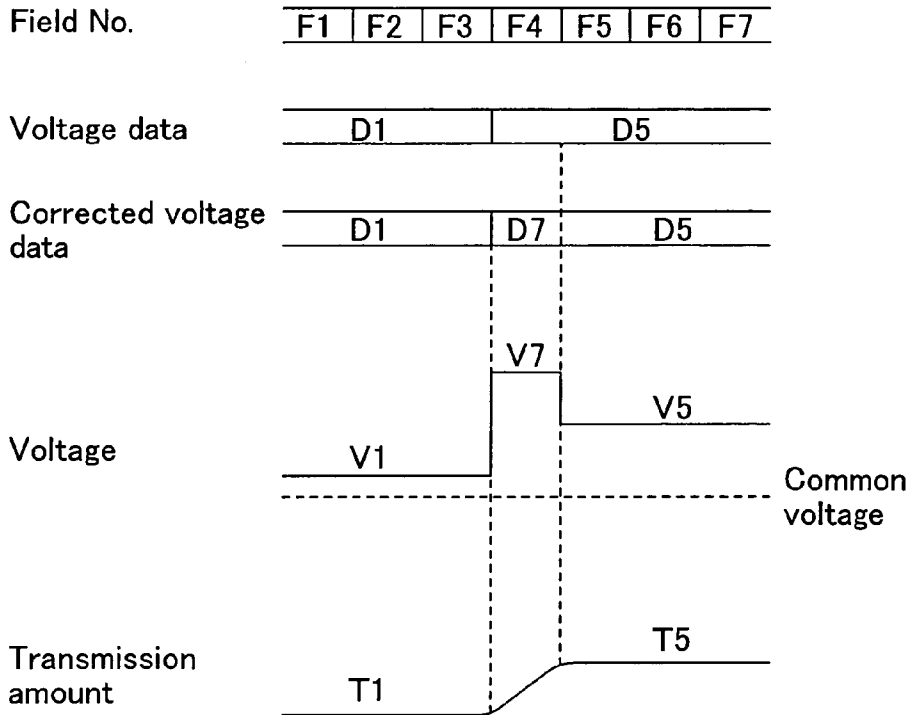 Field No. F1 F2 F3 F4 F5 F6 F7
Voltage data D1 D5
Corrected voltage
data
D1 D7 D5
V7
V5
Voltage V1
Common
voltage
T5
Transmission
amount
T1